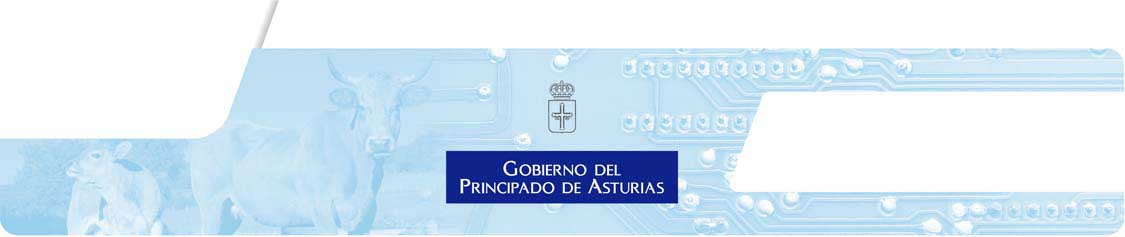 GOBIERNO DEL
PRINCIPADO DE ASTURIAS